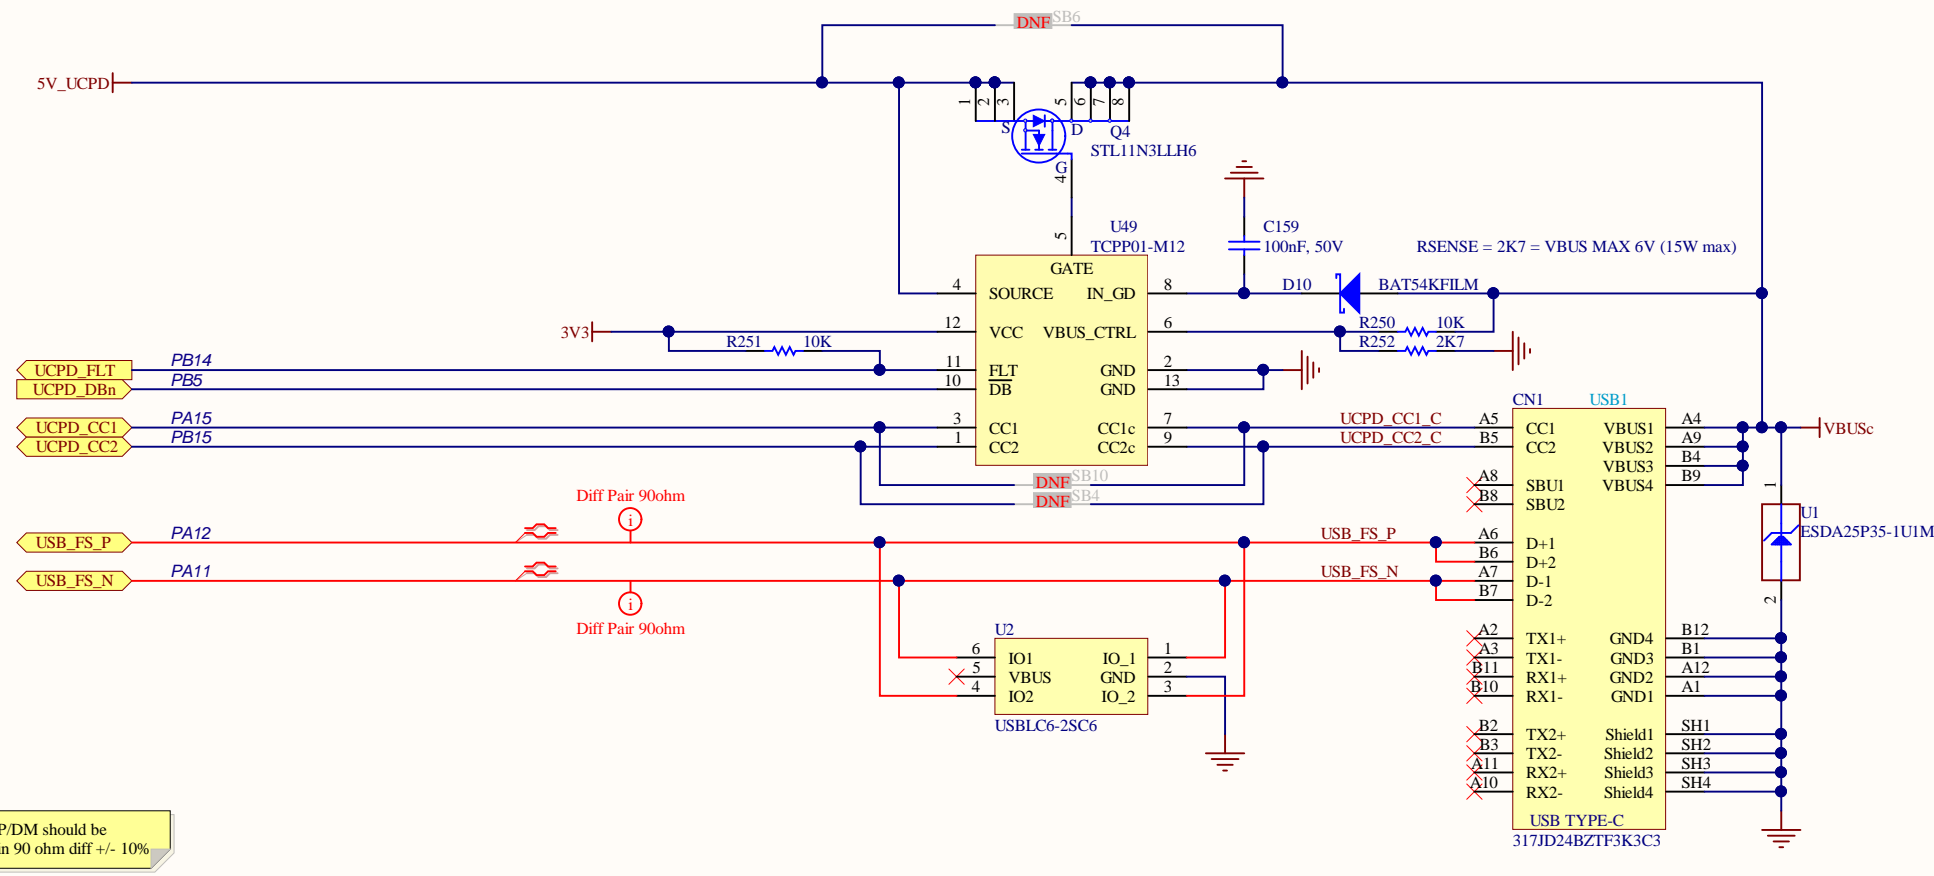 DNF SB6
5V_UCPD
1 2 3 5 6 7 8
S D Q4
STL11N3LLH6
G
4
5
U49
TCPP01-M12
C159
100nF, 50V
RSENSE = 2K7 = VBUS MAX 6V (15W max)
GATE
4 SOURCE IN_GD 8
D10 BAT54KFILM
3V3
12 VCC VBUS_CTRL 6
R250 10K
R251 10K
R252 2K7
UCPD_FLT PB14 11 FLT GND 2
UCPD_DBn PB5 10 DB GND 13
CN1 USB1
UCPD_CC1 PA15 3 CC1 CC1c 7 UCPD_CC1_C A5 CC1 VBUS1 A4
VBUSc
UCPD_CC2 PB15 1 CC2 CC2c 9 UCPD_CC2_C B5 CC2 VBUS2 A9
VBUS3 B4
DNF SB10
A8 SBU1 VBUS4 B9
1
DNF SB4
B8 SBU2
U1
ESDA25P35-1U1M
2
Diff Pair 90ohm
i
USB_FS_P PA12 USB_FS_P A6 D+1
B6 D+2
USB_FS_N PA11 USB_FS_N A7 D-1
B7 D-2
i
Diff Pair 90ohm
U2
6 IO1 IO_1 1
5 VBUS GND 2
4 IO2 IO_2 3
USBLC6-2SC6
A2 TX1+ GND4 B12
A3 TX1- GND3 B1
B11 RX1+ GND2 A12
B10 RX1- GND1 A1
B2 TX2+ Shield1 SH1
B3 TX2- Shield2 SH2
A11 RX2+ Shield3 SH3
A10 RX2- Shield4 SH4
USB TYPE-C
317JD24BZTF3K3C3
P/DM should be
in 90 ohm diff +/- 10%